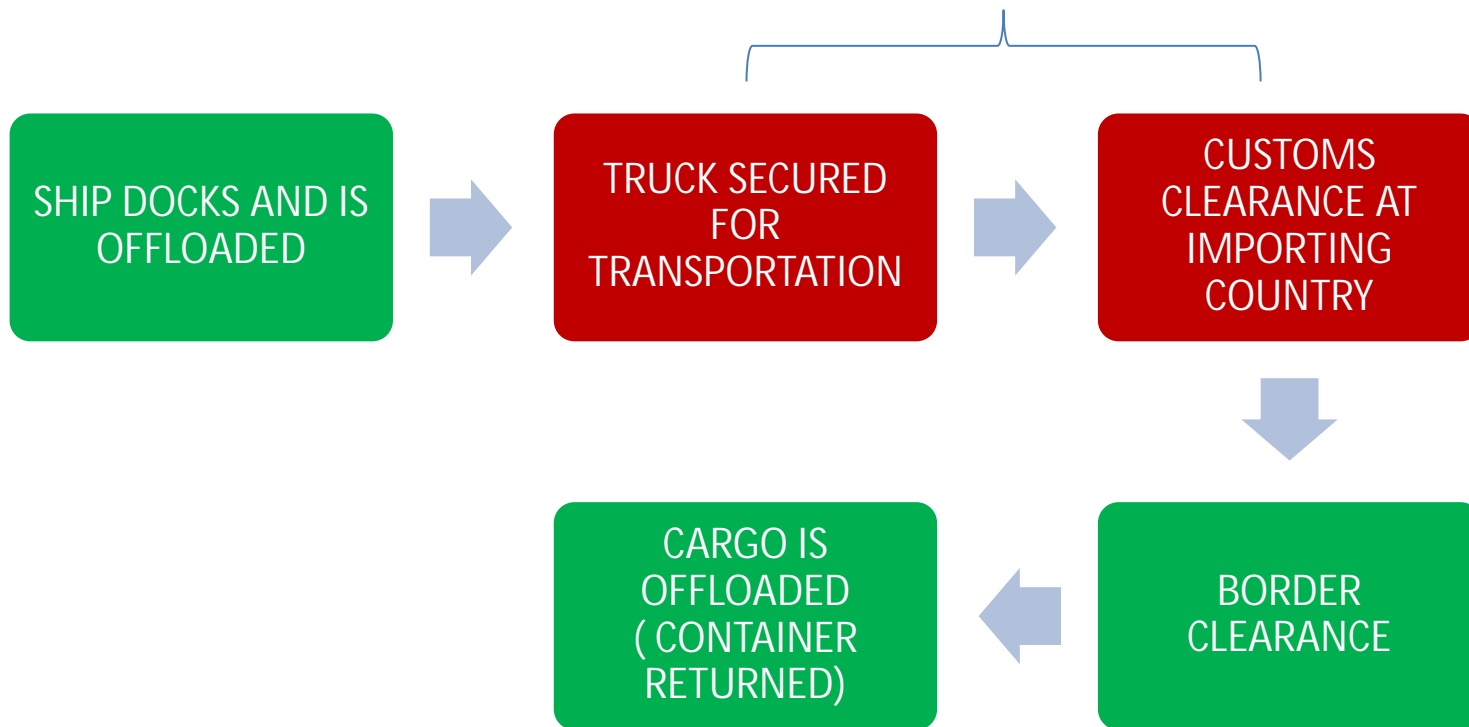 SHIP DOCKS AND IS
OFFLOADED
TRUCK SECURED
FOR
TRANSPORTATION
CUSTOMS
CLEARANCE AT
IMPORTING
COUNTRY
BORDER
CLEARANCE
CARGO IS
OFFLOADED
( CONTAINER
RETURNED)